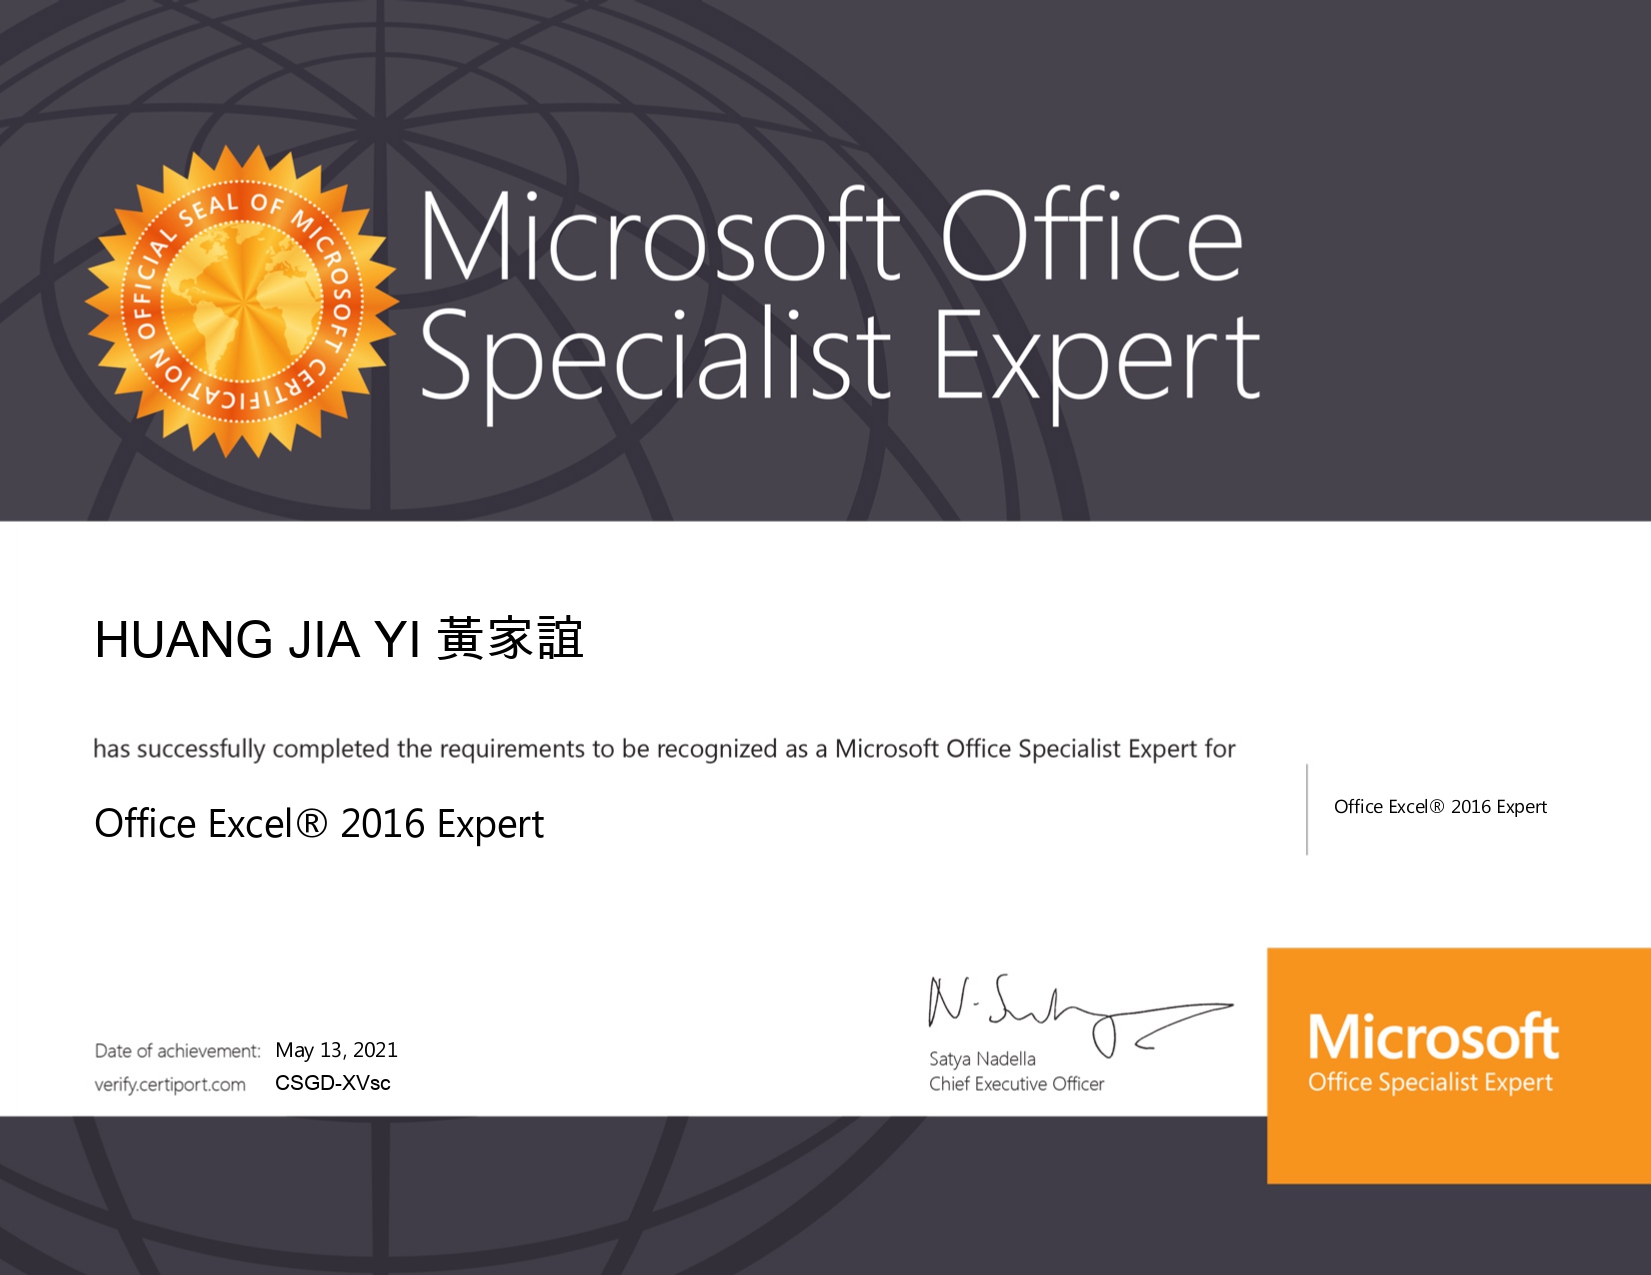 OFFICIAL SEAL OF MICROSOFT CERTIFICATION
Microsoft Office
Specialist Expert
HUANG JIA YI 黃家誼
has successfully completed the requirements to be recognized as a Microsoft Office Specialist Expert for
Office Excel® 2016 Expert
Office Excel® 2016 Expert
Date of achievement: May 13, 2021
verify.certiport.com CSGD-XVsc
Satya Nadella
Chief Executive Officer
Microsoft
Office Specialist Expert